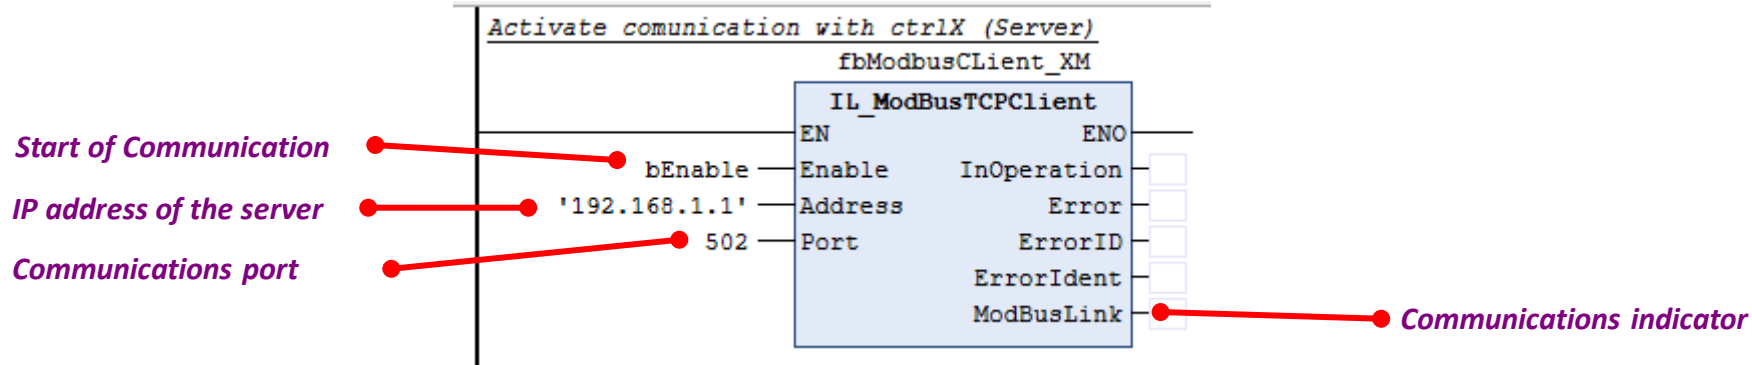 Activate comunication with ctrlX (Server)
fbModbusCLient_XM
IL_ModBusTCPClient
EN ENO
Start of Communication
bEnable Enable InOperation
IP address of the server
'192.168.1.1' Address Error
502 Port ErrorID
Communications port
ErrorIdent
ModBusLink
Communications indicator